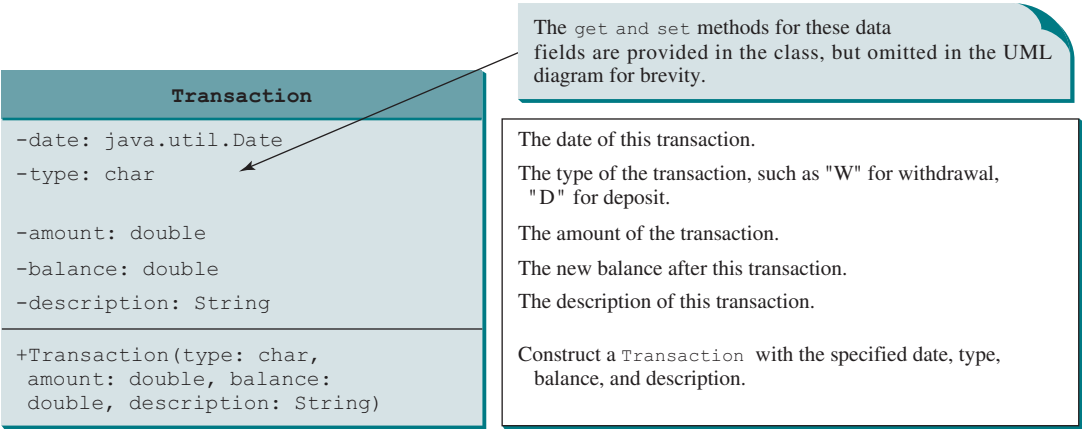 The get and set methods for these data
fields are provided in the class, but omitted in the UML
diagram for brevity.
Transaction
-date: java.util.Date
The date of this transaction.
-type: char
The type of the transaction, such as "W" for withdrawal,
"D" for deposit.
-amount: double
The amount of the transaction.
-balance: double
The new balance after this transaction.
-description: String
The description of this transaction.
+Transaction(type: char,
amount: double, balance:
double, description: String)
Construct a Transaction with the specified date, type,
balance, and description.